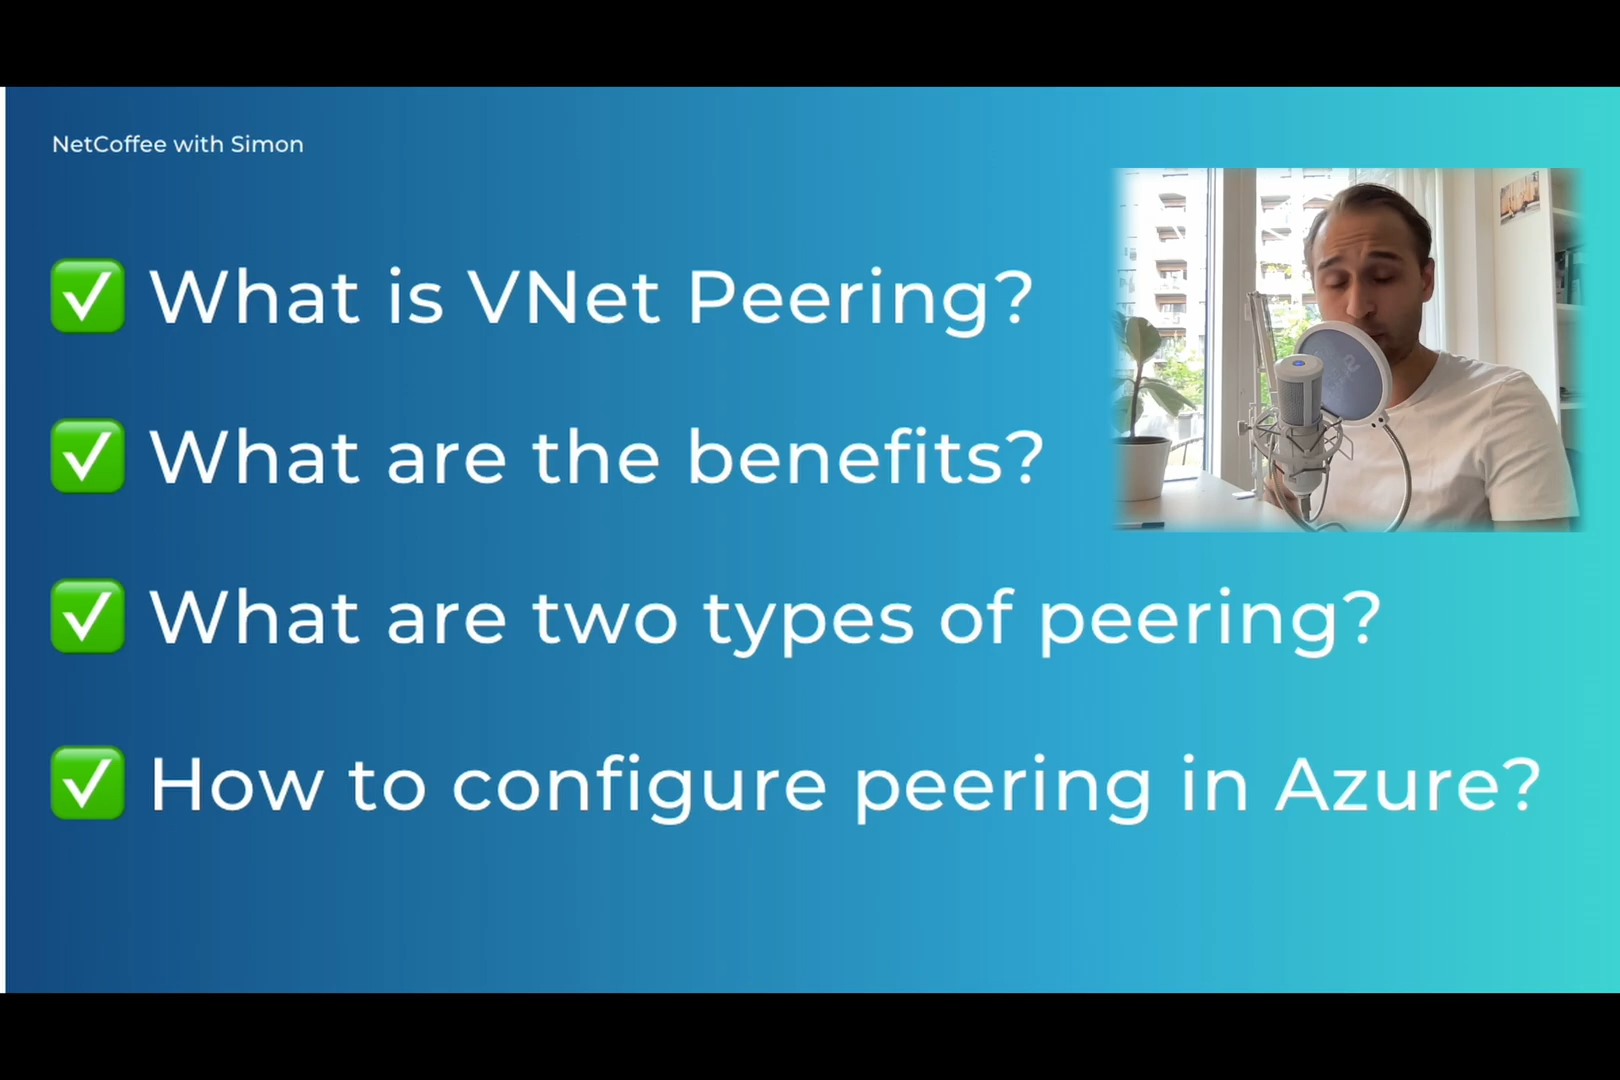 NetCoffee with Simon
✅ What is VNet Peering?
✅ What are the benefits?
✅ What are two types of peering?
✅ How to configure peering in Azure?